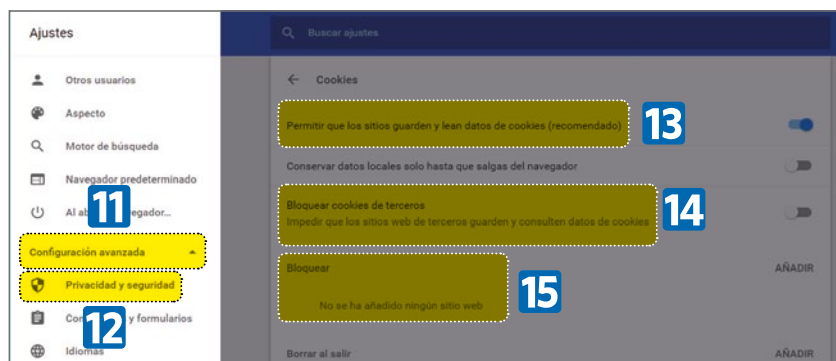 Ajustes
Buscar ajustes
Otros usuarios
Aspecto
Motor de búsqueda
Navegador predeterminado
11
Al ab egador...
Configuración avanzada
Privacidad y seguridad
12
Con y formularios
Idiomas
Cookies
Permitir que los sitios guarden y lean datos de cookies (recomendado)
13
Conservar datos locales solo hasta que salgas del navegador
Bloquear cookies de terceros
Impedir que los sitios web de terceros guarden y consulten datos de cookies
14
Bloquear
AÑADIR
No se ha añadido ningún sitio web
15
Borrar al salir
AÑADIR